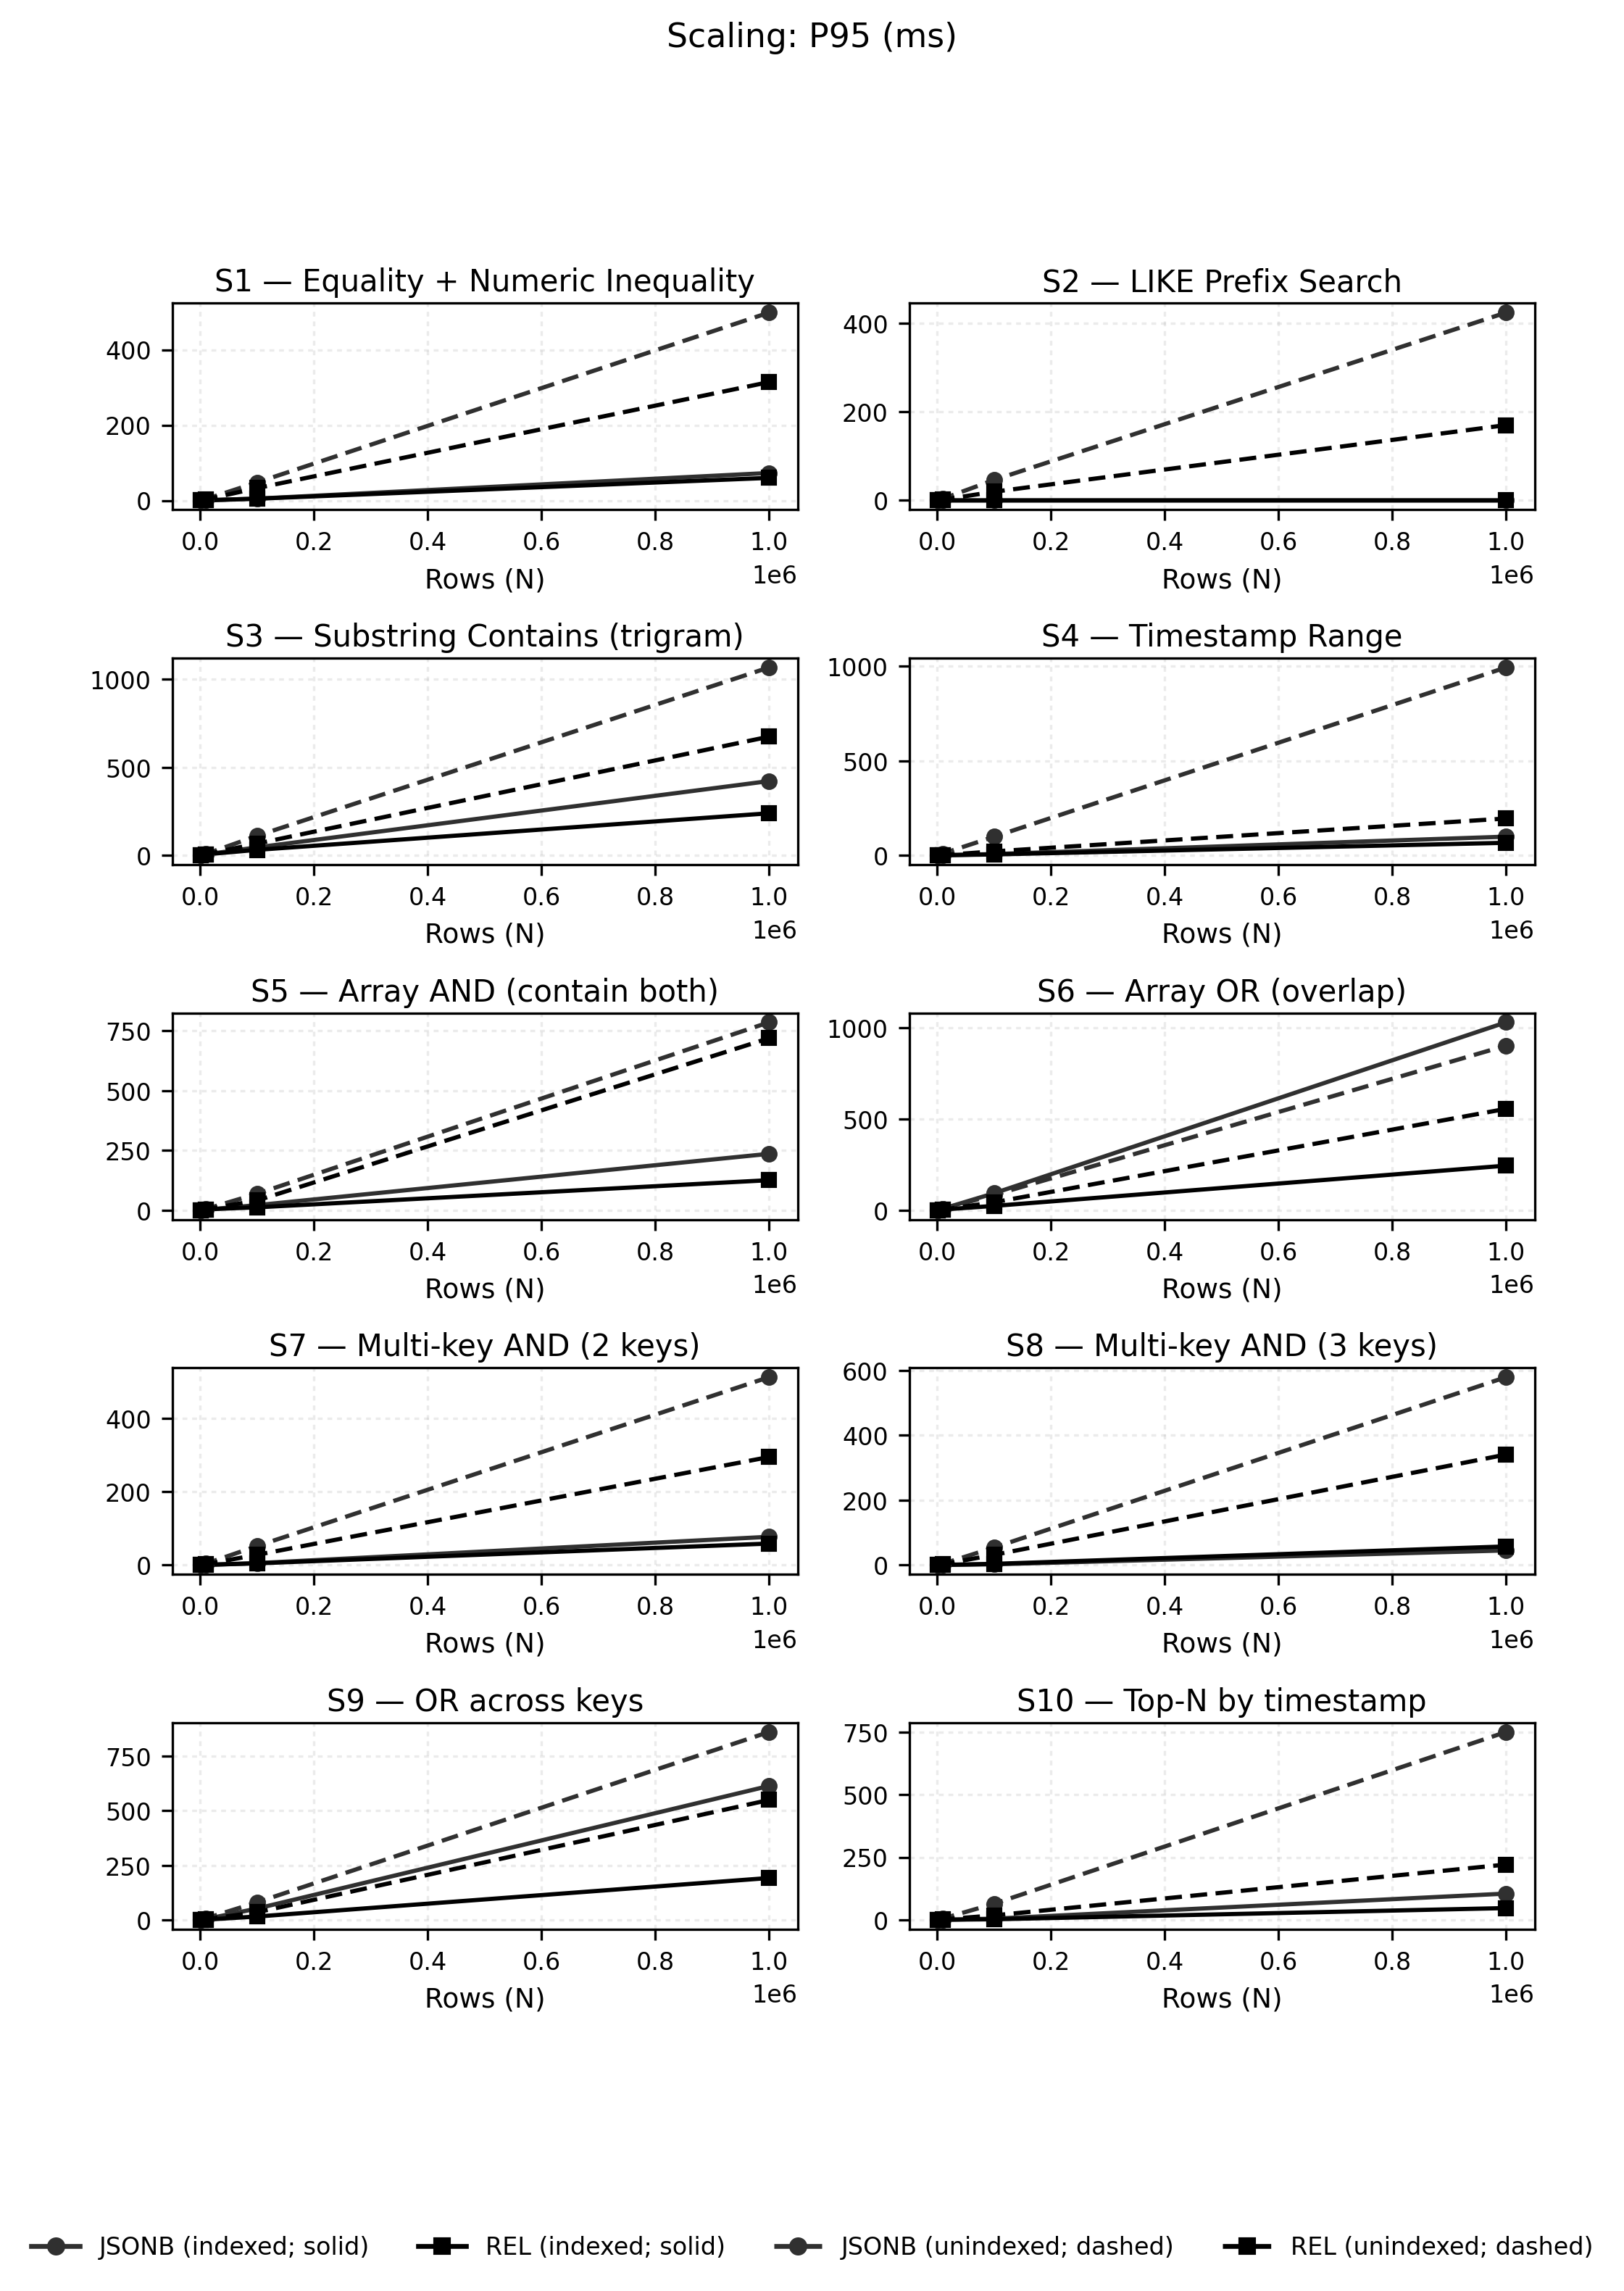 Scaling: P95 (ms)
S1 — Equality + Numeric Inequality
400
200
0
0.0 0.2 0.4 0.6 0.8 1.0
1e6
Rows (N)
S2 — LIKE Prefix Search
400
200
0
0.0 0.2 0.4 0.6 0.8 1.0
1e6
Rows (N)
S3 — Substring Contains (trigram)
1000
500
0
0.0 0.2 0.4 0.6 0.8 1.0
1e6
Rows (N)
S4 — Timestamp Range
1000
500
0
0.0 0.2 0.4 0.6 0.8 1.0
1e6
Rows (N)
S5 — Array AND (contain both)
750
500
250
0
0.0 0.2 0.4 0.6 0.8 1.0
1e6
Rows (N)
S6 — Array OR (overlap)
1000
500
0
0.0 0.2 0.4 0.6 0.8 1.0
1e6
Rows (N)
S7 — Multi-key AND (2 keys)
400
200
0
0.0 0.2 0.4 0.6 0.8 1.0
1e6
Rows (N)
S8 — Multi-key AND (3 keys)
600
400
200
0
0.0 0.2 0.4 0.6 0.8 1.0
1e6
Rows (N)
S9 — OR across keys
750
500
250
0
0.0 0.2 0.4 0.6 0.8 1.0
1e6
Rows (N)
S10 — Top-N by timestamp
750
500
250
0
0.0 0.2 0.4 0.6 0.8 1.0
1e6
Rows (N)
JSONB (indexed; solid) REL (indexed; solid) JSONB (unindexed; dashed) REL (unindexed; dashed)